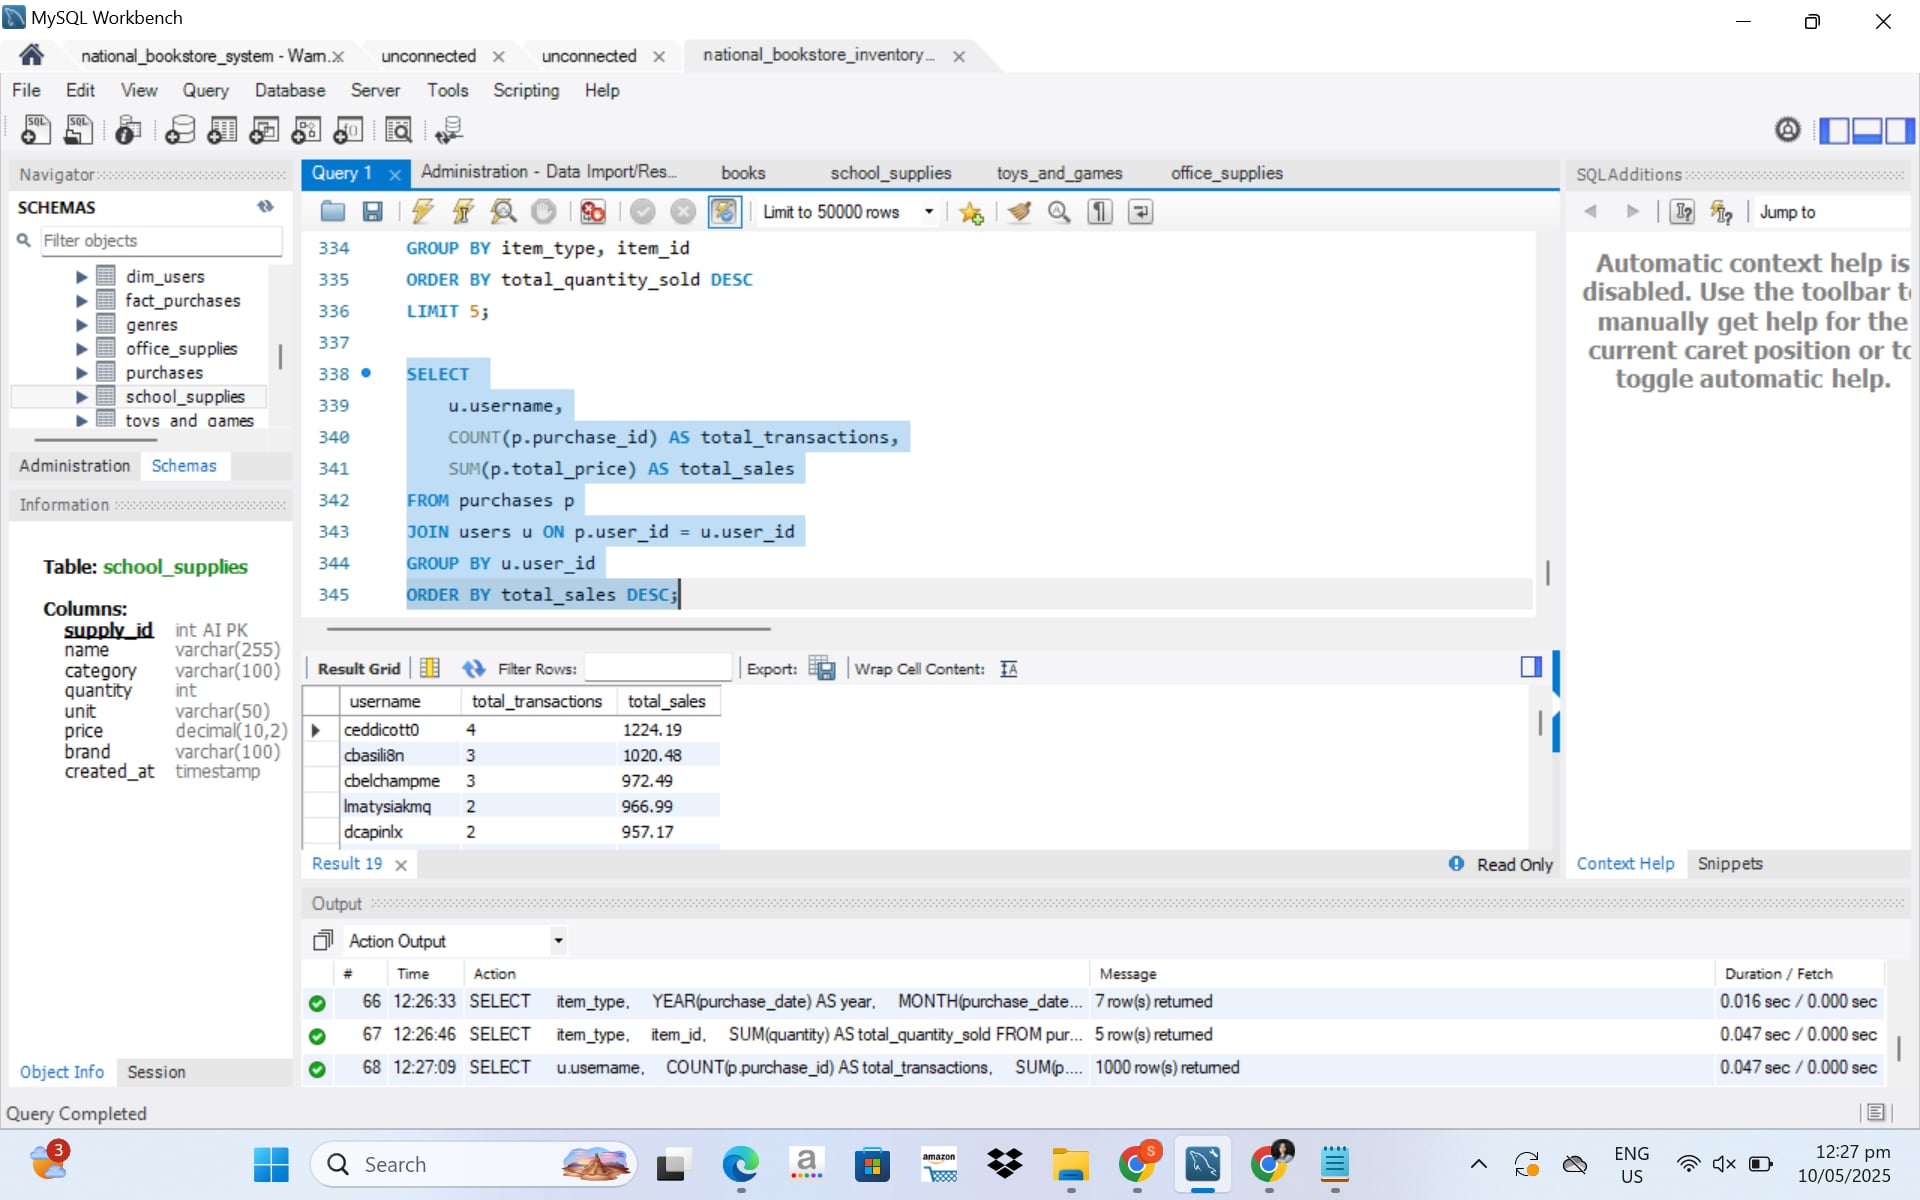 MySQL Workbench
national_bookstore_system - Warn...
unconnected
unconnected
national_bookstore_inventory...
File Edit View Query Database Server Tools Scripting Help
Navigator
SCHEMAS
Filter objects
dim_users
fact_purchases
genres
office_supplies
purchases
school_supplies
toys_and_games
Administration Schemas
Information
Table: school_supplies
Columns:
supply_id int AI PK
name varchar(255)
category varchar(100)
quantity int
unit varchar(50)
price decimal(10,2)
brand varchar(100)
created_at timestamp
Object Info Session
Query Completed
Query 1
Administration - Data Import/Res...
books
school_supplies
toys_and_games
office_supplies
Limit to 50000 rows
334 GROUP BY item_type, item_id
335 ORDER BY total_quantity_sold DESC
336 LIMIT 5;
337
338 SELECT
339 u.username,
340 COUNT(p.purchase_id) AS total_transactions,
341 SUM(p.total_price) AS total_sales
342 FROM purchases p
343 JOIN users u ON p.user_id = u.user_id
344 GROUP BY u.user_id
345 ORDER BY total_sales DESC;
Result Grid Filter Rows: Export: Wrap Cell Content:
username total_transactions total_sales
ceddicott0 4 1224.19
cbasili8n 3 1020.48
cbelchampme 3 972.49
lmatysiakmq 2 966.99
dcapinlx 2 957.17
Result 19
Read Only
SQLAdditions
Jump to
Automatic context help is
disabled. Use the toolbar to
manually get help for the
current caret position or to
toggle automatic help.
Context Help Snippets
Output
Action Output
# Time Action Message Duration / Fetch
66 12:26:33 SELECT item_type, YEAR(purchase_date) AS year, MONTH(purchase_date... 7 row(s) returned 0.016 sec / 0.000 sec
67 12:26:46 SELECT item_type, item_id, SUM(quantity) AS total_quantity_sold FROM pur... 5 row(s) returned 0.047 sec / 0.000 sec
68 12:27:09 SELECT u.username, COUNT(p.purchase_id) AS total_transactions, SUM(p.... 1000 row(s) returned 0.047 sec / 0.000 sec
3
Search
amazon
S
ENG
US
12:27 pm
10/05/2025